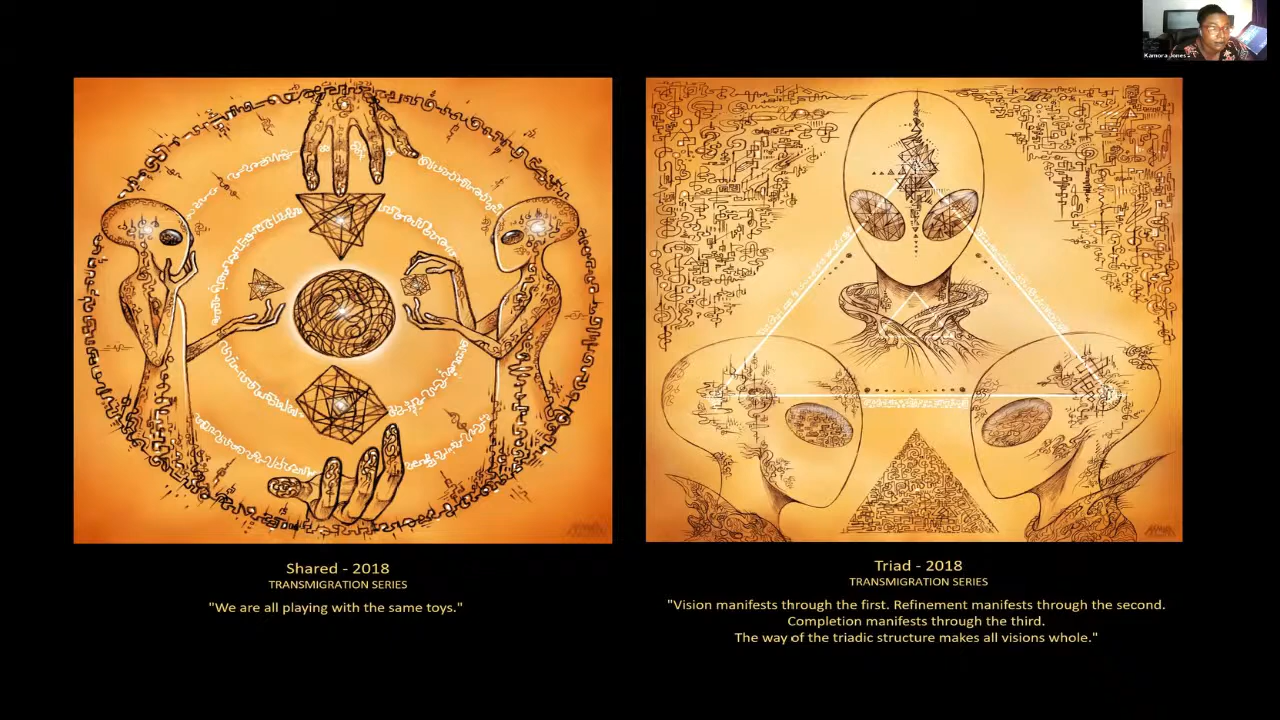 Kamora Jones
Shared - 2018
TRANSMIGRATION SERIES
"We are all playing with the same toys."
Triad - 2018
TRANSMIGRATION SERIES
"Vision manifests through the first. Refinement manifests through the second.
Completion manifests through the third.
The way of the triadic structure makes all visions whole."